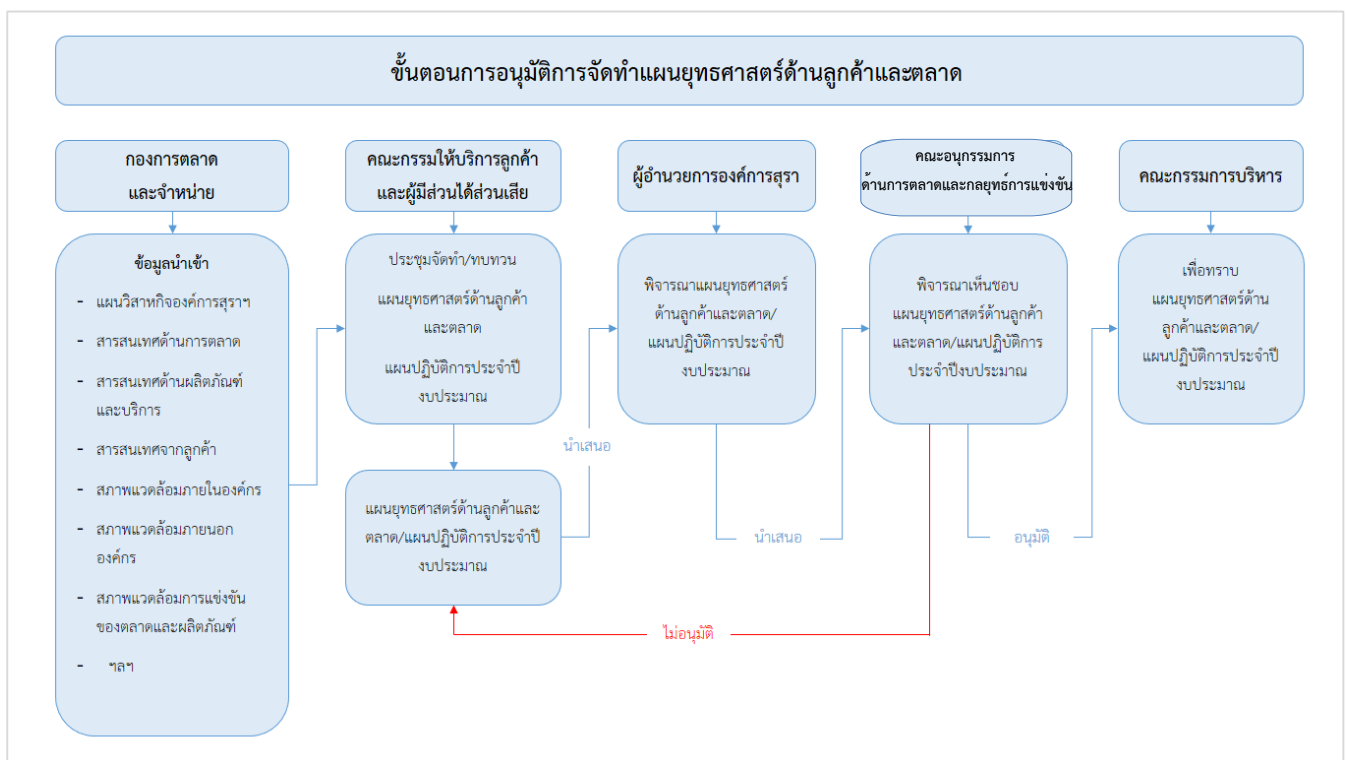 ขั้นตอนการอนุมัติการจัดทำแผนยุทธศาสตร์ด้านลูกค้าและตลาด
กองการตลาด
และจำหน่าย
ข้อมูลนำเข้า
- แผนวิสาหกิจองค์การสุราฯ
- สารสนเทศด้านการตลาด
- สารสนเทศด้านผลิตภัณฑ์
และบริการ
- สารสนเทศจากลูกค้า
- สภาพแวดล้อมภายในองค์กร
- สภาพแวดล้อมภายนอก
องค์กร
- สภาพแวดล้อมการแข่งขัน
ของตลาดและผลิตภัณฑ์
- ฯลฯ
คณะกรรมให้บริการลูกค้า
และผู้มีส่วนได้ส่วนเสีย
ประชุมจัดทำ/ทบทวน
แผนยุทธศาสตร์ด้านลูกค้า
และตลาด
แผนปฏิบัติการประจำปี
งบประมาณ
แผนยุทธศาสตร์ด้านลูกค้าและ
ตลาด/แผนปฏิบัติการประจำปี
งบประมาณ
นำเสนอ
ผู้อำนวยการองค์การสุรา
พิจารณาแผนยุทธศาสตร์
ด้านลูกค้าและตลาด/
แผนปฏิบัติการประจำปี
งบประมาณ
นำเสนอ
คณะอนุกรรมการ
ด้านการตลาดและกลยุทธ์การแข่งขัน
พิจารณาเห็นชอบ
แผนยุทธศาสตร์ด้านลูกค้า
และตลาด/แผนปฏิบัติการ
ประจำปีงบประมาณ
อนุมัติ
ไม่อนุมัติ
คณะกรรมการบริหาร
เพื่อทราบ
แผนยุทธศาสตร์ด้าน
ลูกค้าและตลาด/
แผนปฏิบัติการประจำปี
งบประมาณ